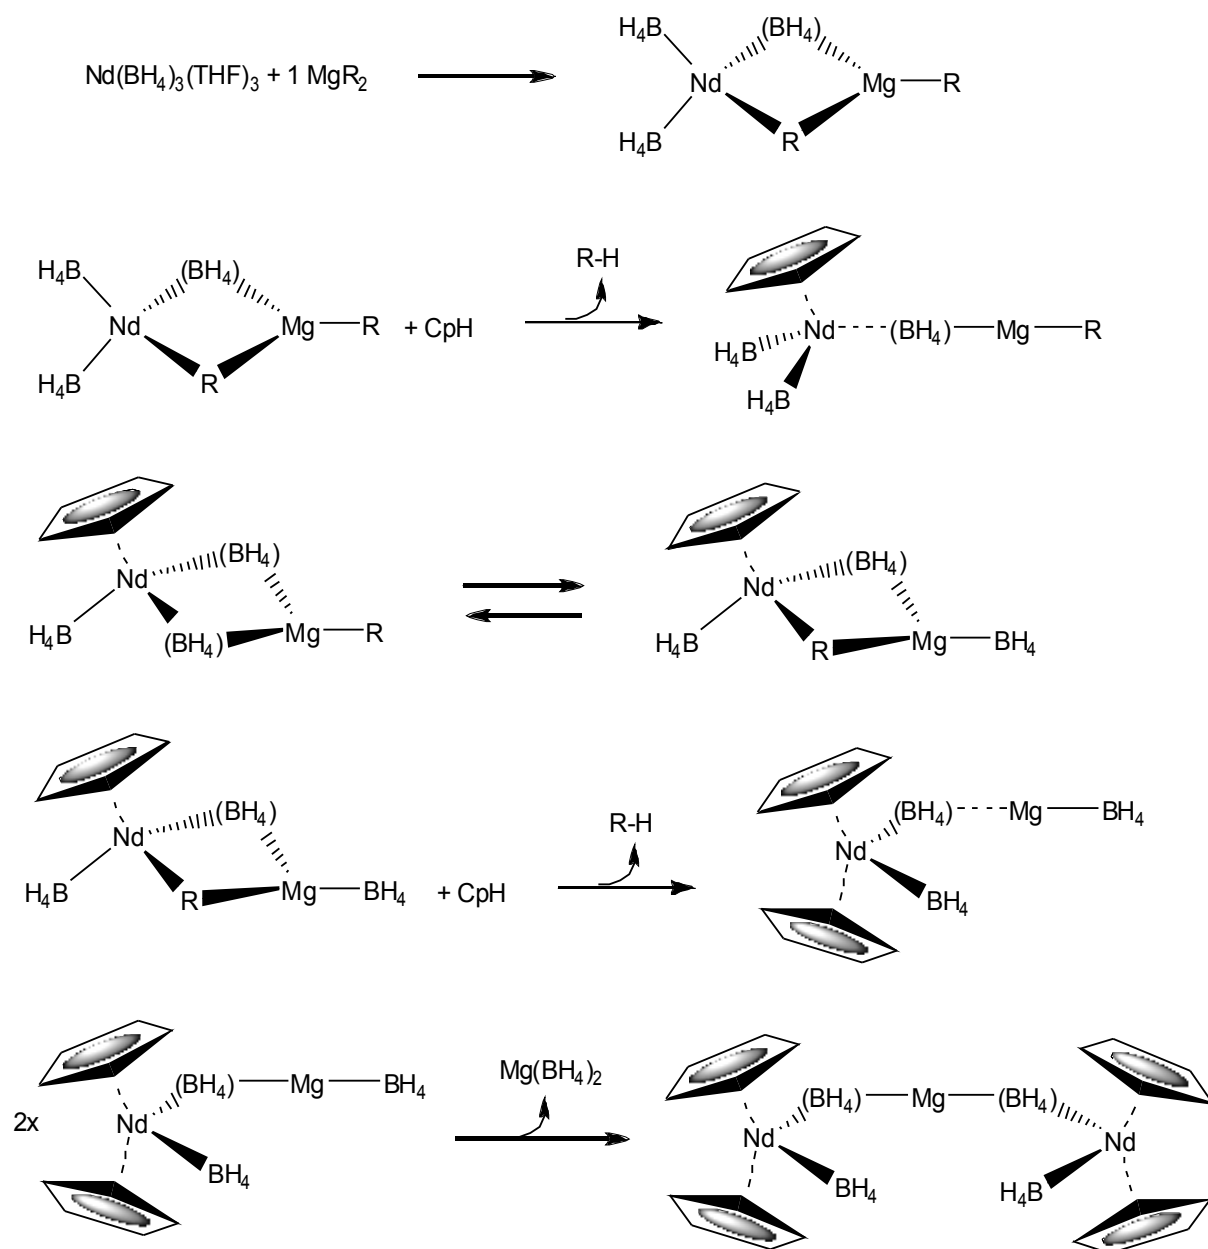 H₄B (BH₄)
Nd(BH₄)₃(THF)₃ + 1 MgR₂ Nd Mg R
H₄B R
R-H
H₄B (BH₄)
Nd Mg R + CpH Nd (BH₄) Mg R
H₄B R H₄B
H₄B
(BH₄) (BH₄)
Nd Nd
H₄B (BH₄) Mg R H₄B R Mg BH₄
(BH₄) R-H (BH₄) Mg BH₄
Nd Nd
H₄B R Mg BH₄ + CpH BH₄
(BH₄) Mg BH₄ Mg(BH₄)₂ (BH₄) Mg (BH₄)
2x Nd Nd Nd
BH₄ BH₄ H₄B